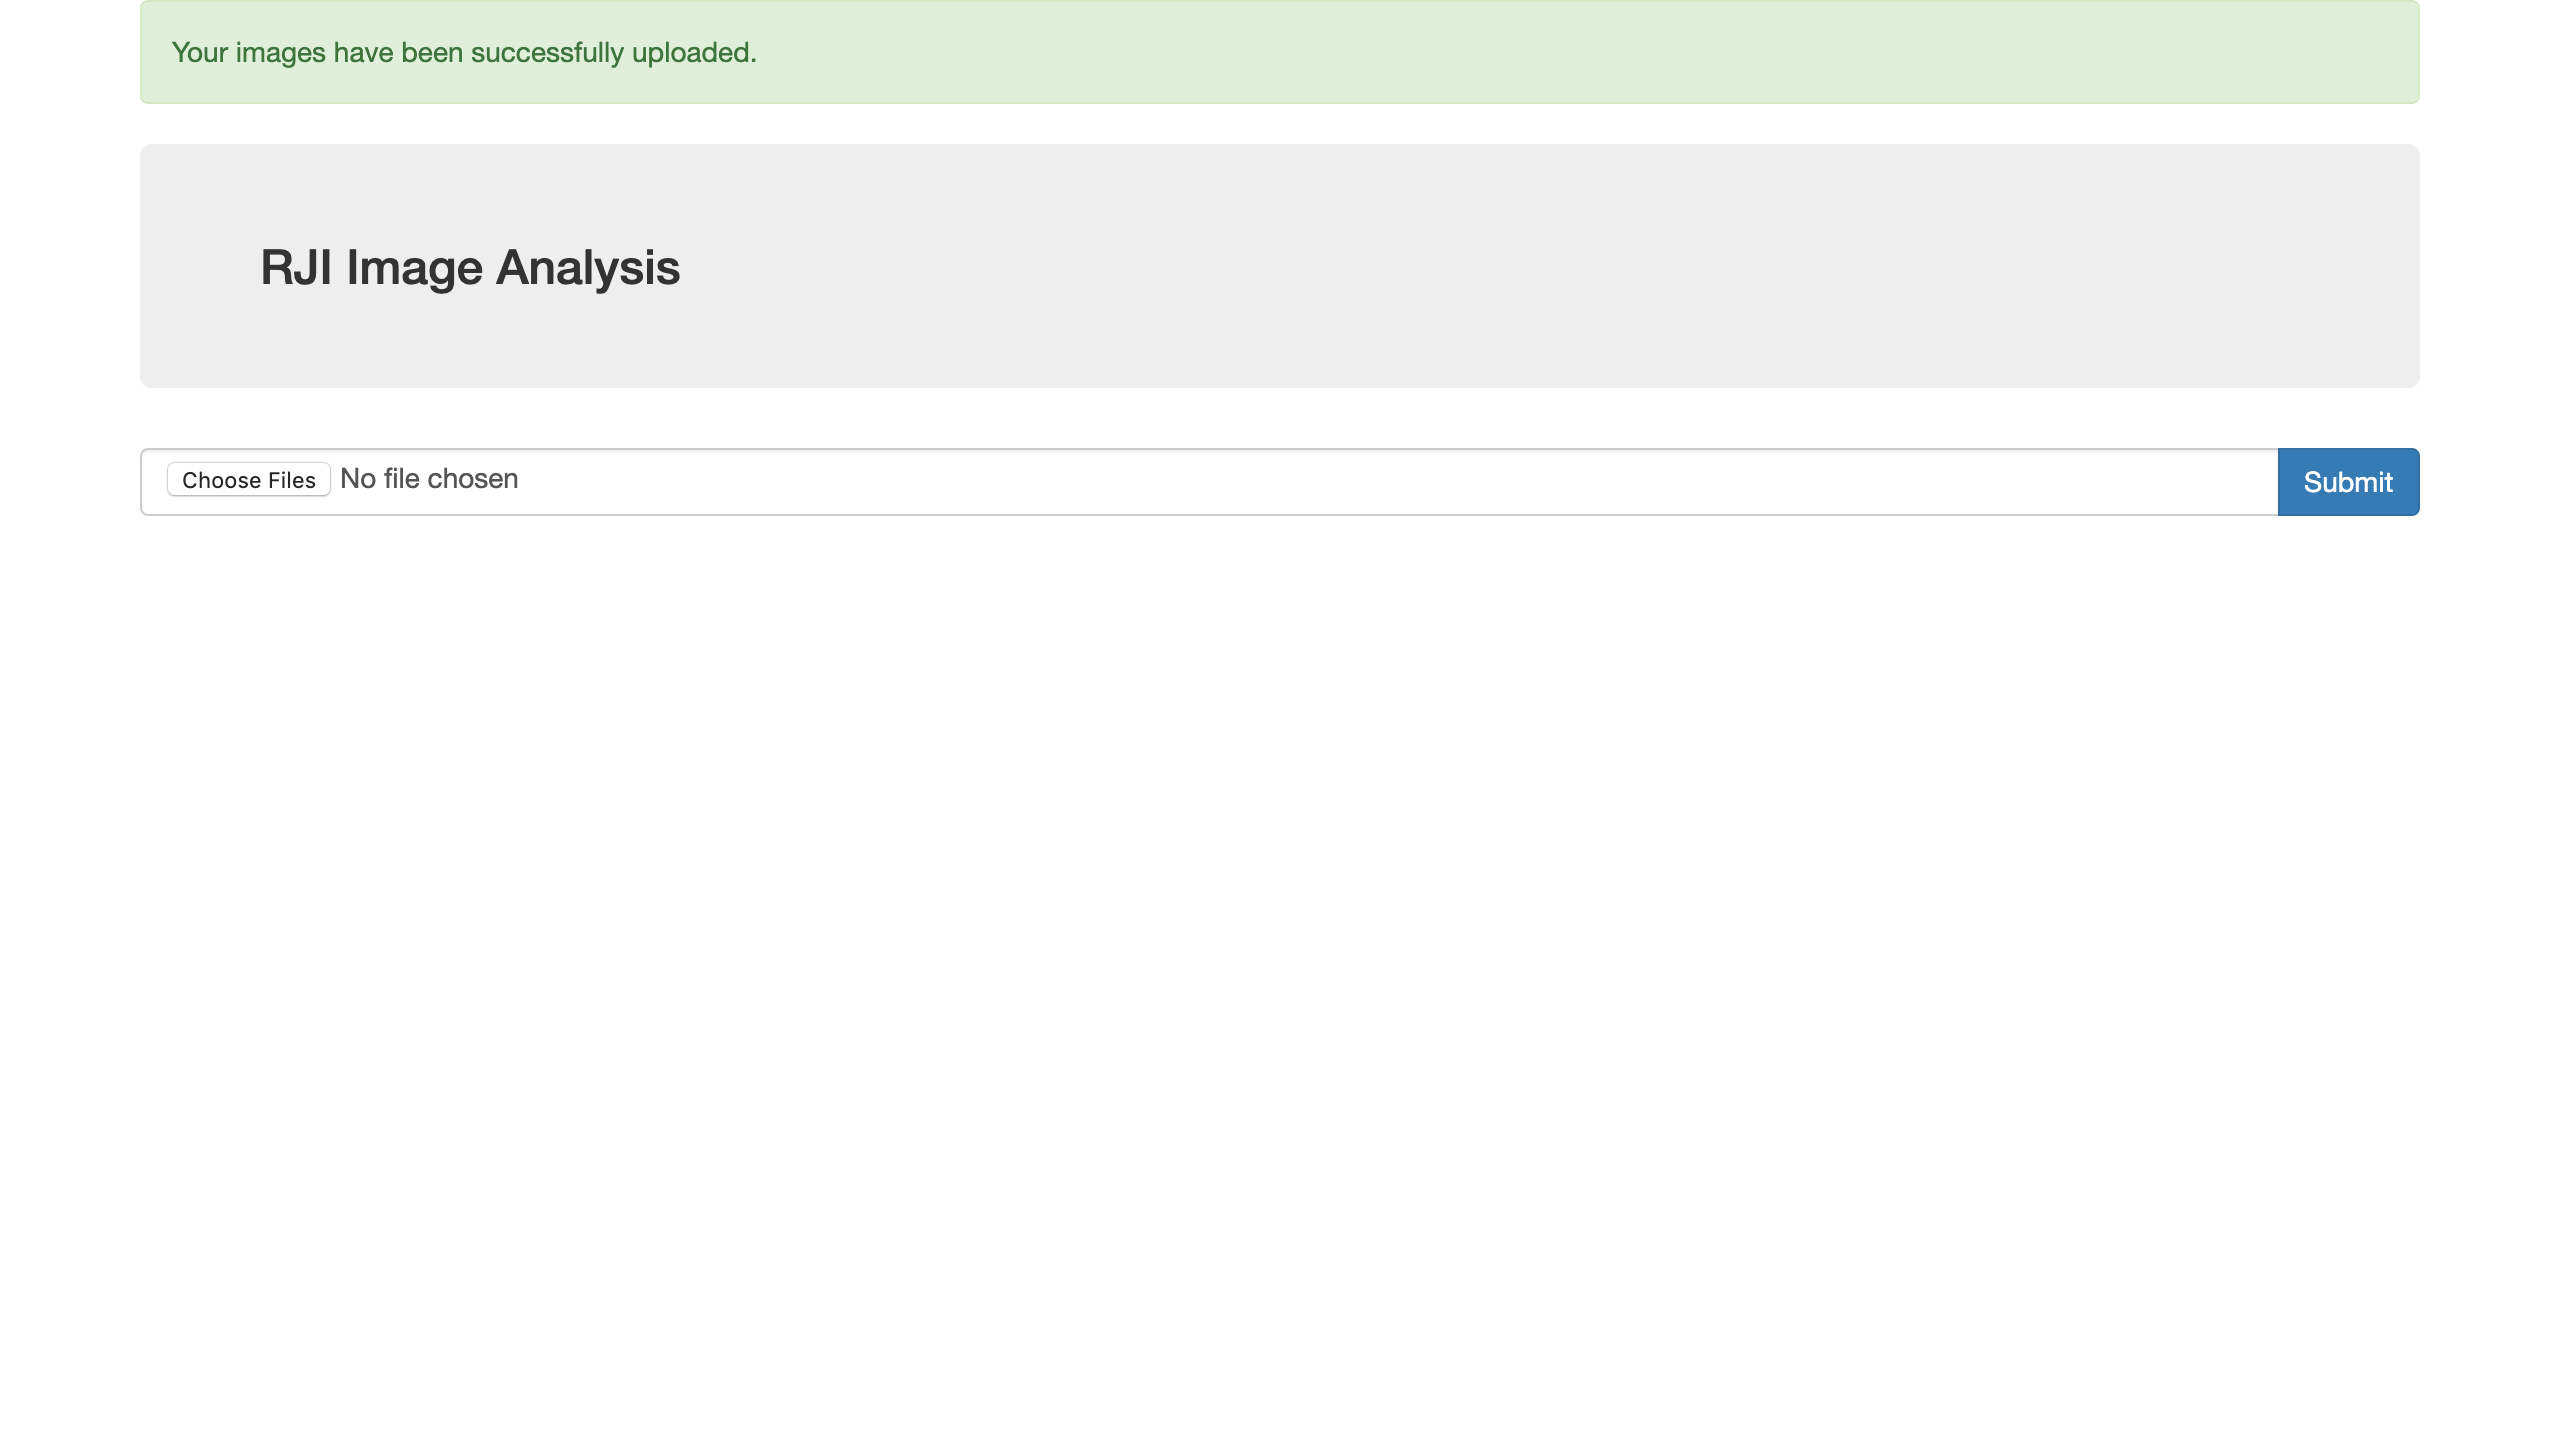 Your images have been successfully uploaded.
RJI Image Analysis
Choose Files No file chosen
Submit